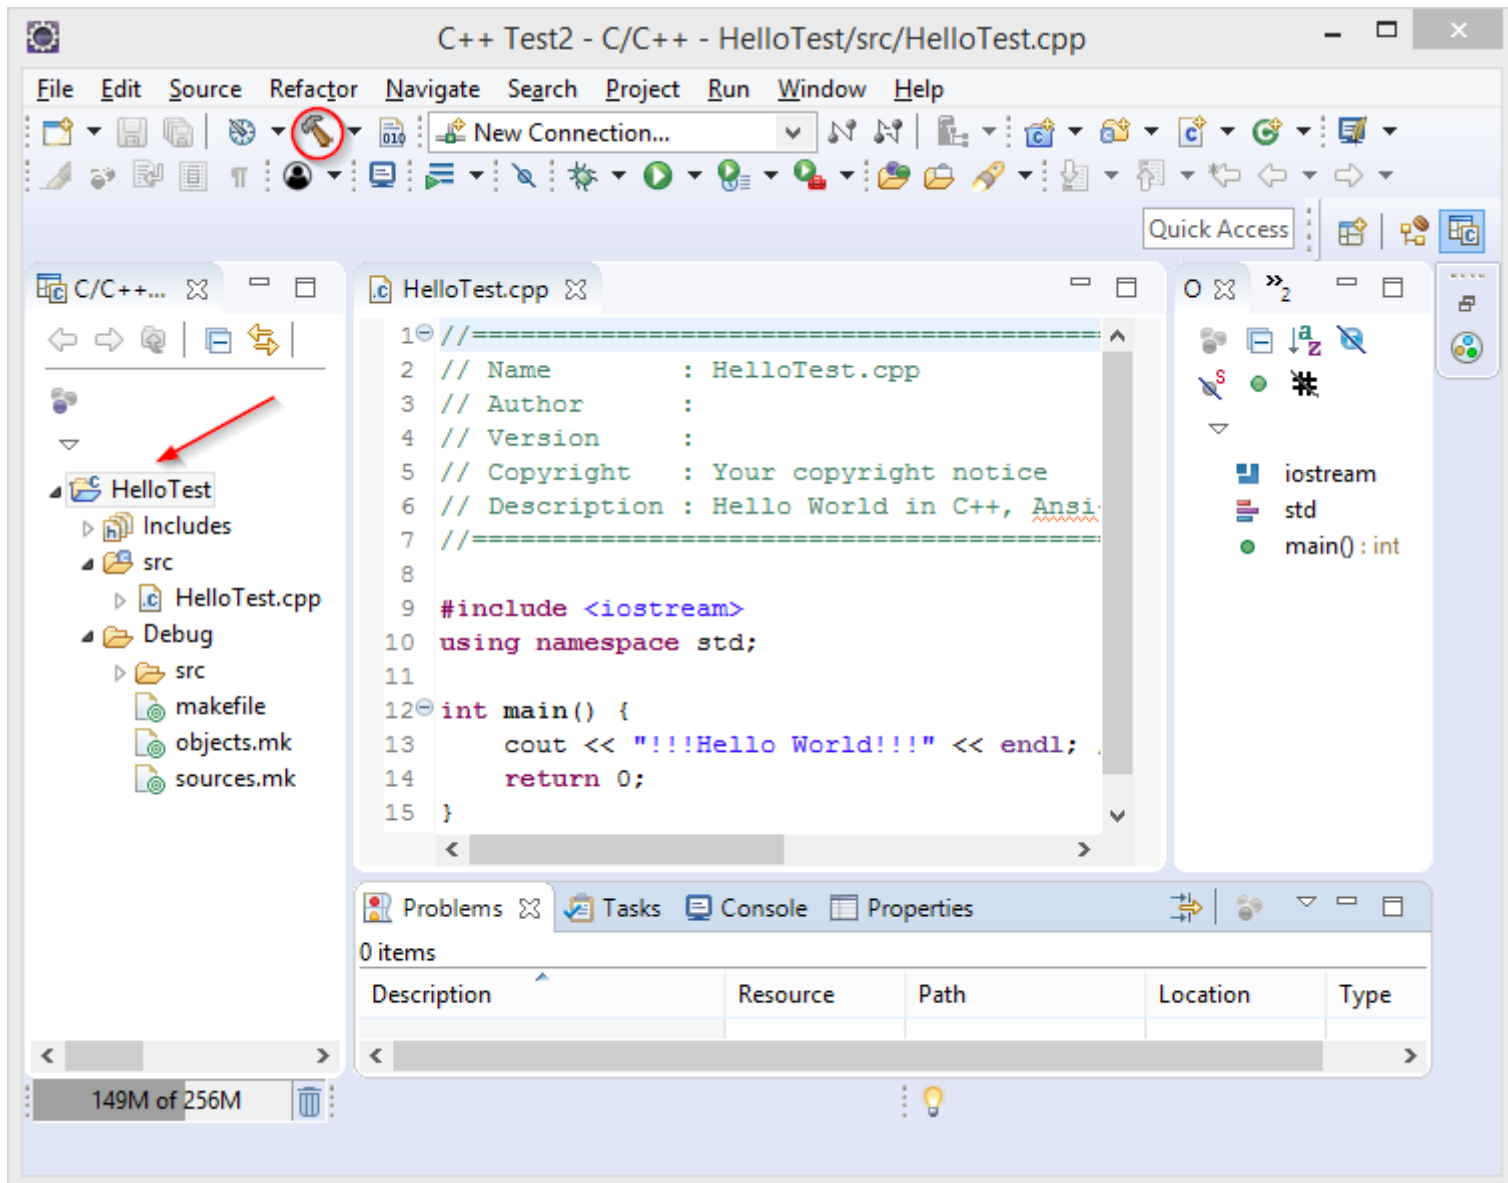 C++ Test2 - C/C++ - HelloTest/src/HelloTest.cpp
File Edit Source Refactor Navigate Search Project Run Window Help
010 New Connection...
Quick Access
C/C++...
HelloTest
Includes
src
HelloTest.cpp
Debug
src
makefile
objects.mk
sources.mk
149M of 256M
HelloTest.cpp
1 //=======================================
2 // Name        : HelloTest.cpp
3 // Author      :
4 // Version     :
5 // Copyright   : Your copyright notice
6 // Description : Hello World in C++, Ansi-
7 //=======================================
8
9 #include <iostream>
10 using namespace std;
11
12 int main() {
13     cout << "!!!Hello World!!!" << endl;
14     return 0;
15 }
O 2
iostream
std
main() : int
Problems Tasks Console Properties
0 items
Description Resource Path Location Type